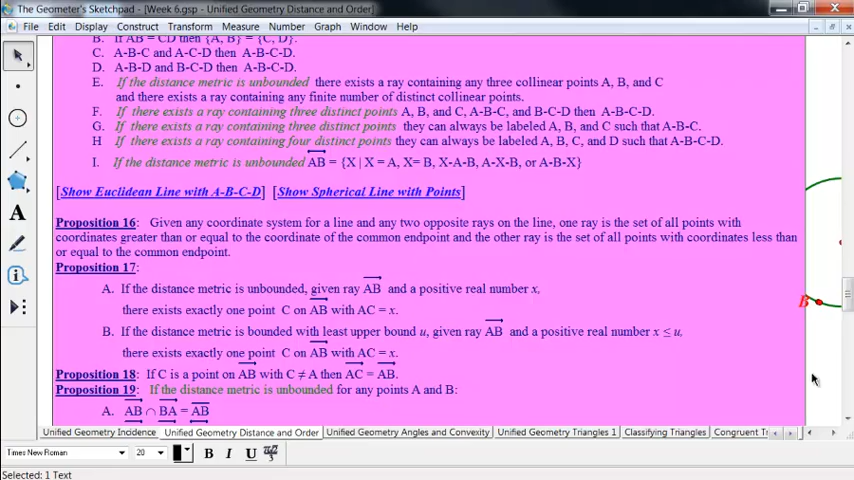 The Geometer's Sketchpad - [Week 6.gsp - Unified Geometry Distance and Order]
File Edit Display Construct Transform Measure Number Graph Window Help
B. If AB = CD then {A, B} = {C, D}.
C. A-B-C and A-C-D then A-B-C-D.
D. A-B-D and B-C-D then A-B-C-D.
E. If the distance metric is unbounded there exists a ray containing any three collinear points A, B, and C
and there exists a ray containing any finite number of distinct collinear points.
F. If there exists a ray containing three distinct points A, B, and C, A-B-C, and B-C-D then A-B-C-D.
G. If there exists a ray containing three distinct points they can always be labeled A, B, and C such that A-B-C.
H If there exists a ray containing four distinct points they can always be labeled A, B, C, and D such that A-B-C-D.
I. If the distance metric is unbounded AB = {X | X = A, X= B, X-A-B, A-X-B, or A-B-X}
[Show Euclidean Line with A-B-C-D] [Show Spherical Line with Points]
Proposition 16: Given any coordinate system for a line and any two opposite rays on the line, one ray is the set of all points with
coordinates greater than or equal to the coordinate of the common endpoint and the other ray is the set of all points with coordinates less than
or equal to the common endpoint.
Proposition 17:
A. If the distance metric is unbounded, given ray AB and a positive real number x,
there exists exactly one point C on AB with AC = x.
B. If the distance metric is bounded with least upper bound u, given ray AB and a positive real number x ≤ u,
there exists exactly one point C on AB with AC = x.
B
Proposition 18: If C is a point on AB with C ≠ A then AC = AB.
Proposition 19: If the distance metric is unbounded for any points A and B:
A. AB ∩ BA = AB
Unified Geometry Incidence Unified Geometry Distance and Order Unified Geometry Angles and Convexity Unified Geometry Triangles 1 Classifying Triangles Congruent Tr
Times New Roman 20 B I U
Selected: 1 Text